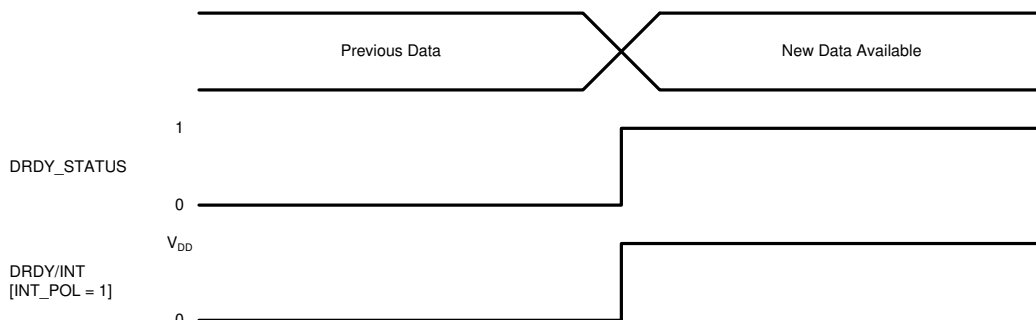 Previous Data
New Data Available
1
DRDY_STATUS
0
VDD
DRDY/INT
[INT_POL = 1]
0